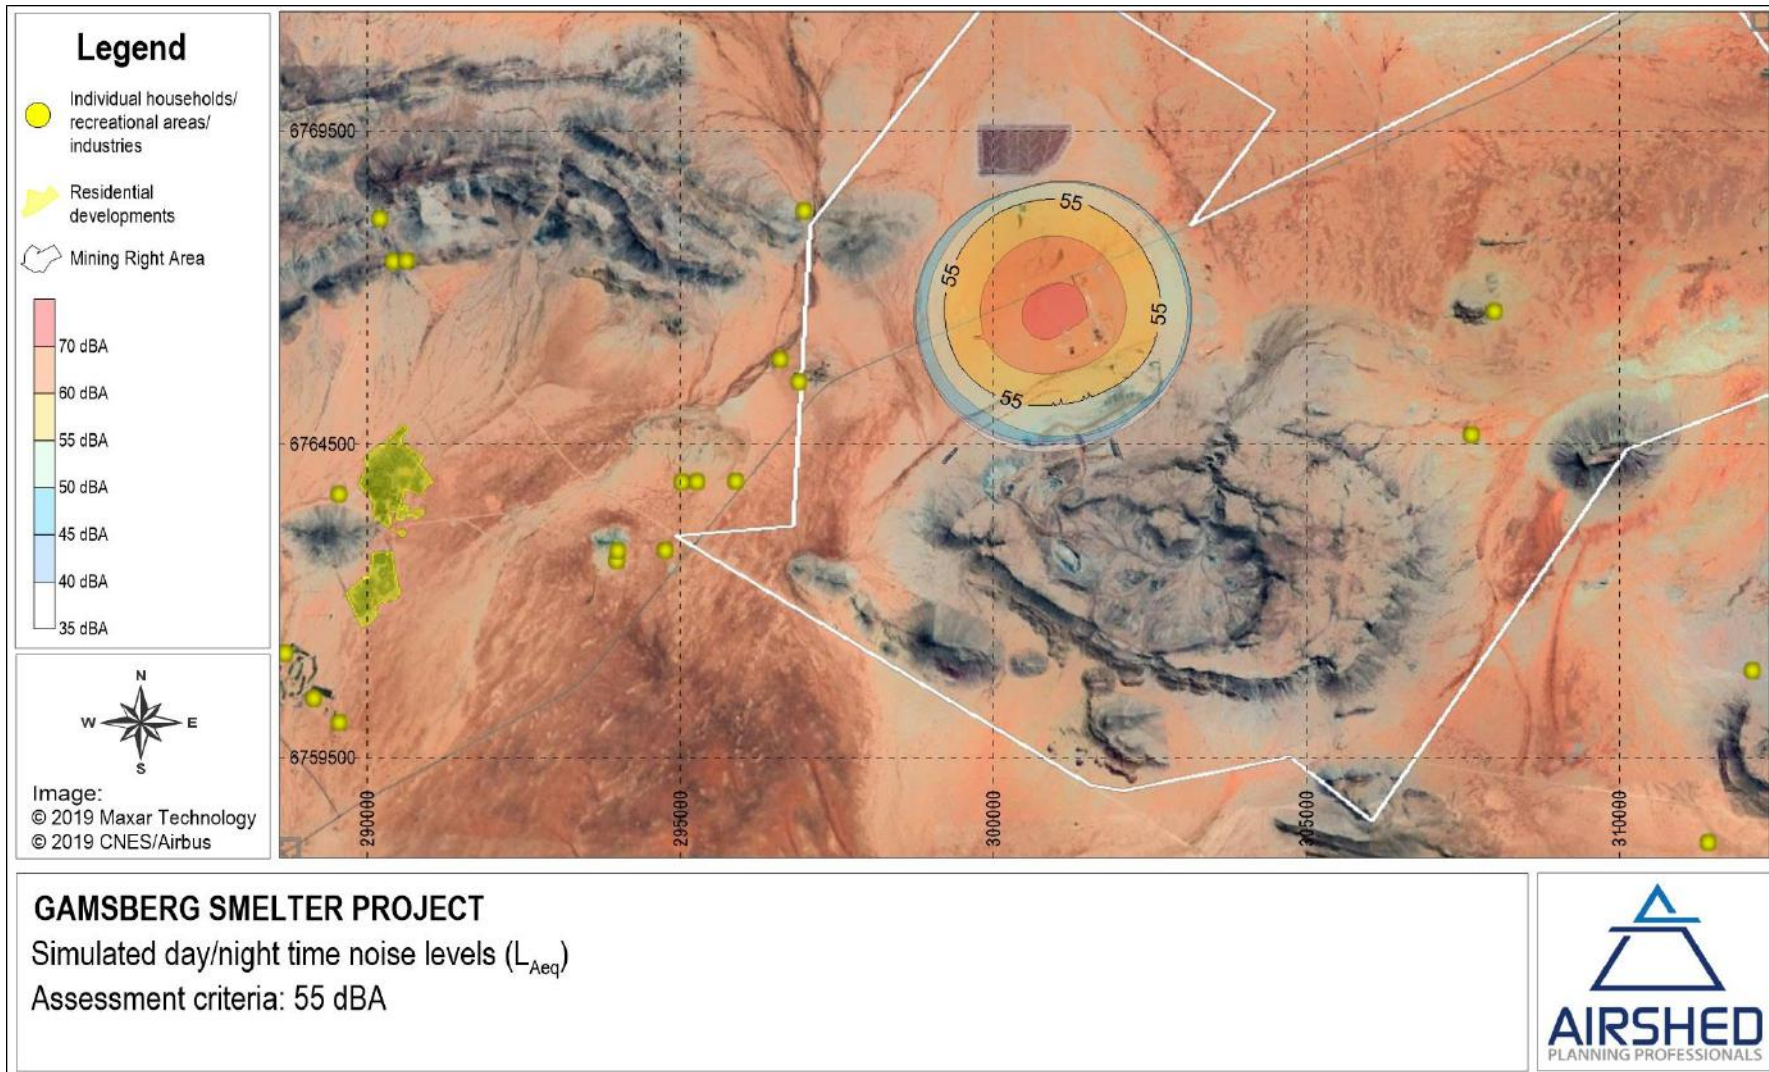 Legend
Individual households/
recreational areas/
industries
Residential
developments
Mining Right Area
70 dBA
60 dBA
55 dBA
50 dBA
45 dBA
40 dBA
35 dBA
N
W E
S
Image:
© 2019 Maxar Technology
© 2019 CNES/Airbus
6769500
6764500
6759500
290000
295000
300000
305000
310000
55
55
55
55
GAMSBERG SMELTER PROJECT
Simulated day/night time noise levels (LAeq)
Assessment criteria: 55 dBA
AIRSHED
PLANNING PROFESSIONALS